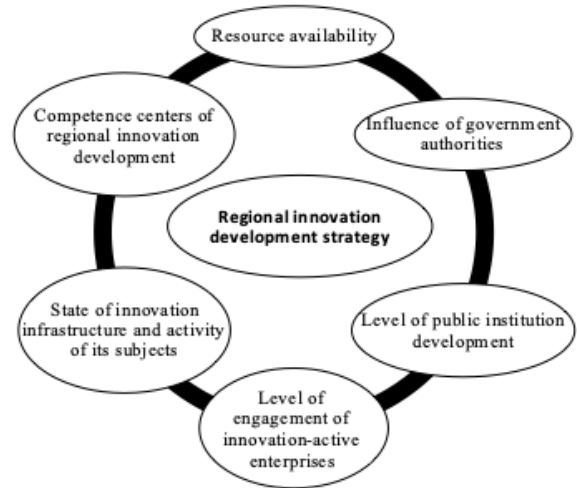 Resource availability
Competence centers of
regional innovation
development
Influence of government
authorities
Regional innovation
development strategy
State of innovation
infrastructure and activity
of its subjects
Level of public institution
development
Level of
engagement of
innovation-active
enterprises